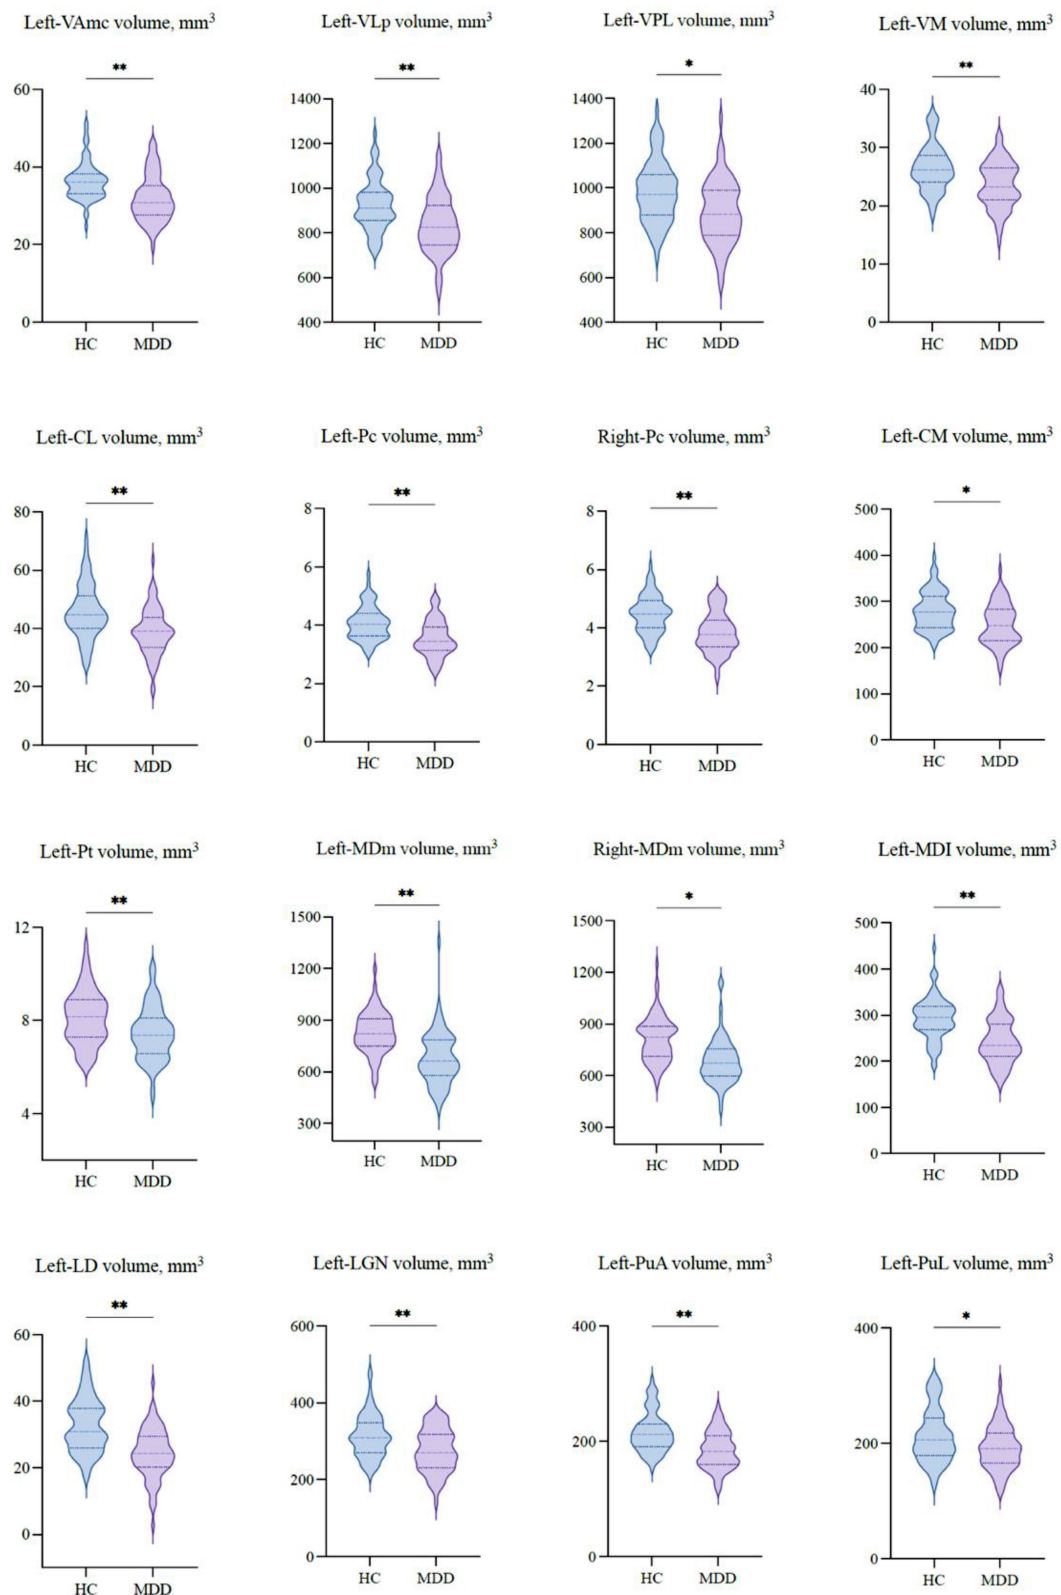 Left-VAmc volume, mm³ Left-VLp volume, mm³ Left-VPL volume, mm³ Left-VM volume, mm³
** ** * **
60 1400 1400 40
1200 1200
40 1000 1000 30
800 800 20
20 600 600 10
0 400 400 0
HC MDD HC MDD HC MDD HC MDD
Left-CL volume, mm³ Left-Pc volume, mm³ Right-Pc volume, mm³ Left-CM volume, mm³
** ** ** *
80 8 8 500
60 6 6 400
300
40 4 4 200
20 2 2 100
0 0 0 0
HC MDD HC MDD HC MDD HC MDD
Left-Pt volume, mm³ Left-MDm volume, mm³ Right-MDm volume, mm³ Left-MDI volume, mm³
** ** * **
12 1500 1500 500
1200 1200 400
8 900 900 300
600 600 200
4 300 300 100
0
HC MDD HC MDD HC MDD HC MDD
Left-LD volume, mm³ Left-LGN volume, mm³ Left-PuA volume, mm³ Left-PuL volume, mm³
** ** ** *
60 600 400 400
40 400
20 200 200 200
0 0 0 0
HC MDD HC MDD HC MDD HC MDD